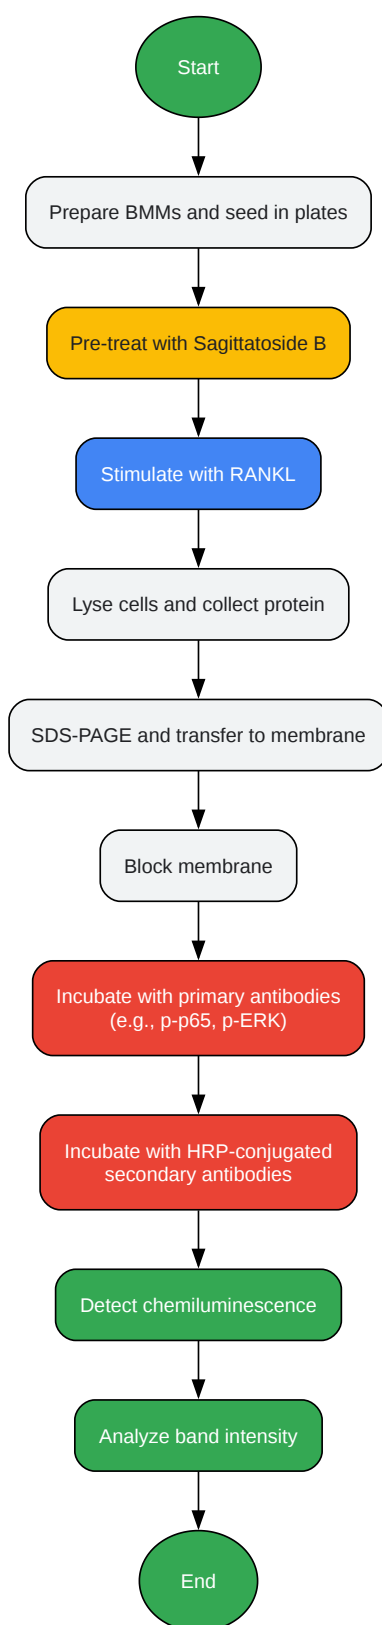 Start
Prepare BMMs and seed in plates
Pre-treat with Sagittatoside B
Stimulate with RANKL
Lyse cells and collect protein
SDS-PAGE and transfer to membrane
Block membrane
Incubate with primary antibodies
(e.g., p-p65, p-ERK)
Incubate with HRP-conjugated
secondary antibodies
Detect chemiluminescence
Analyze band intensity
End